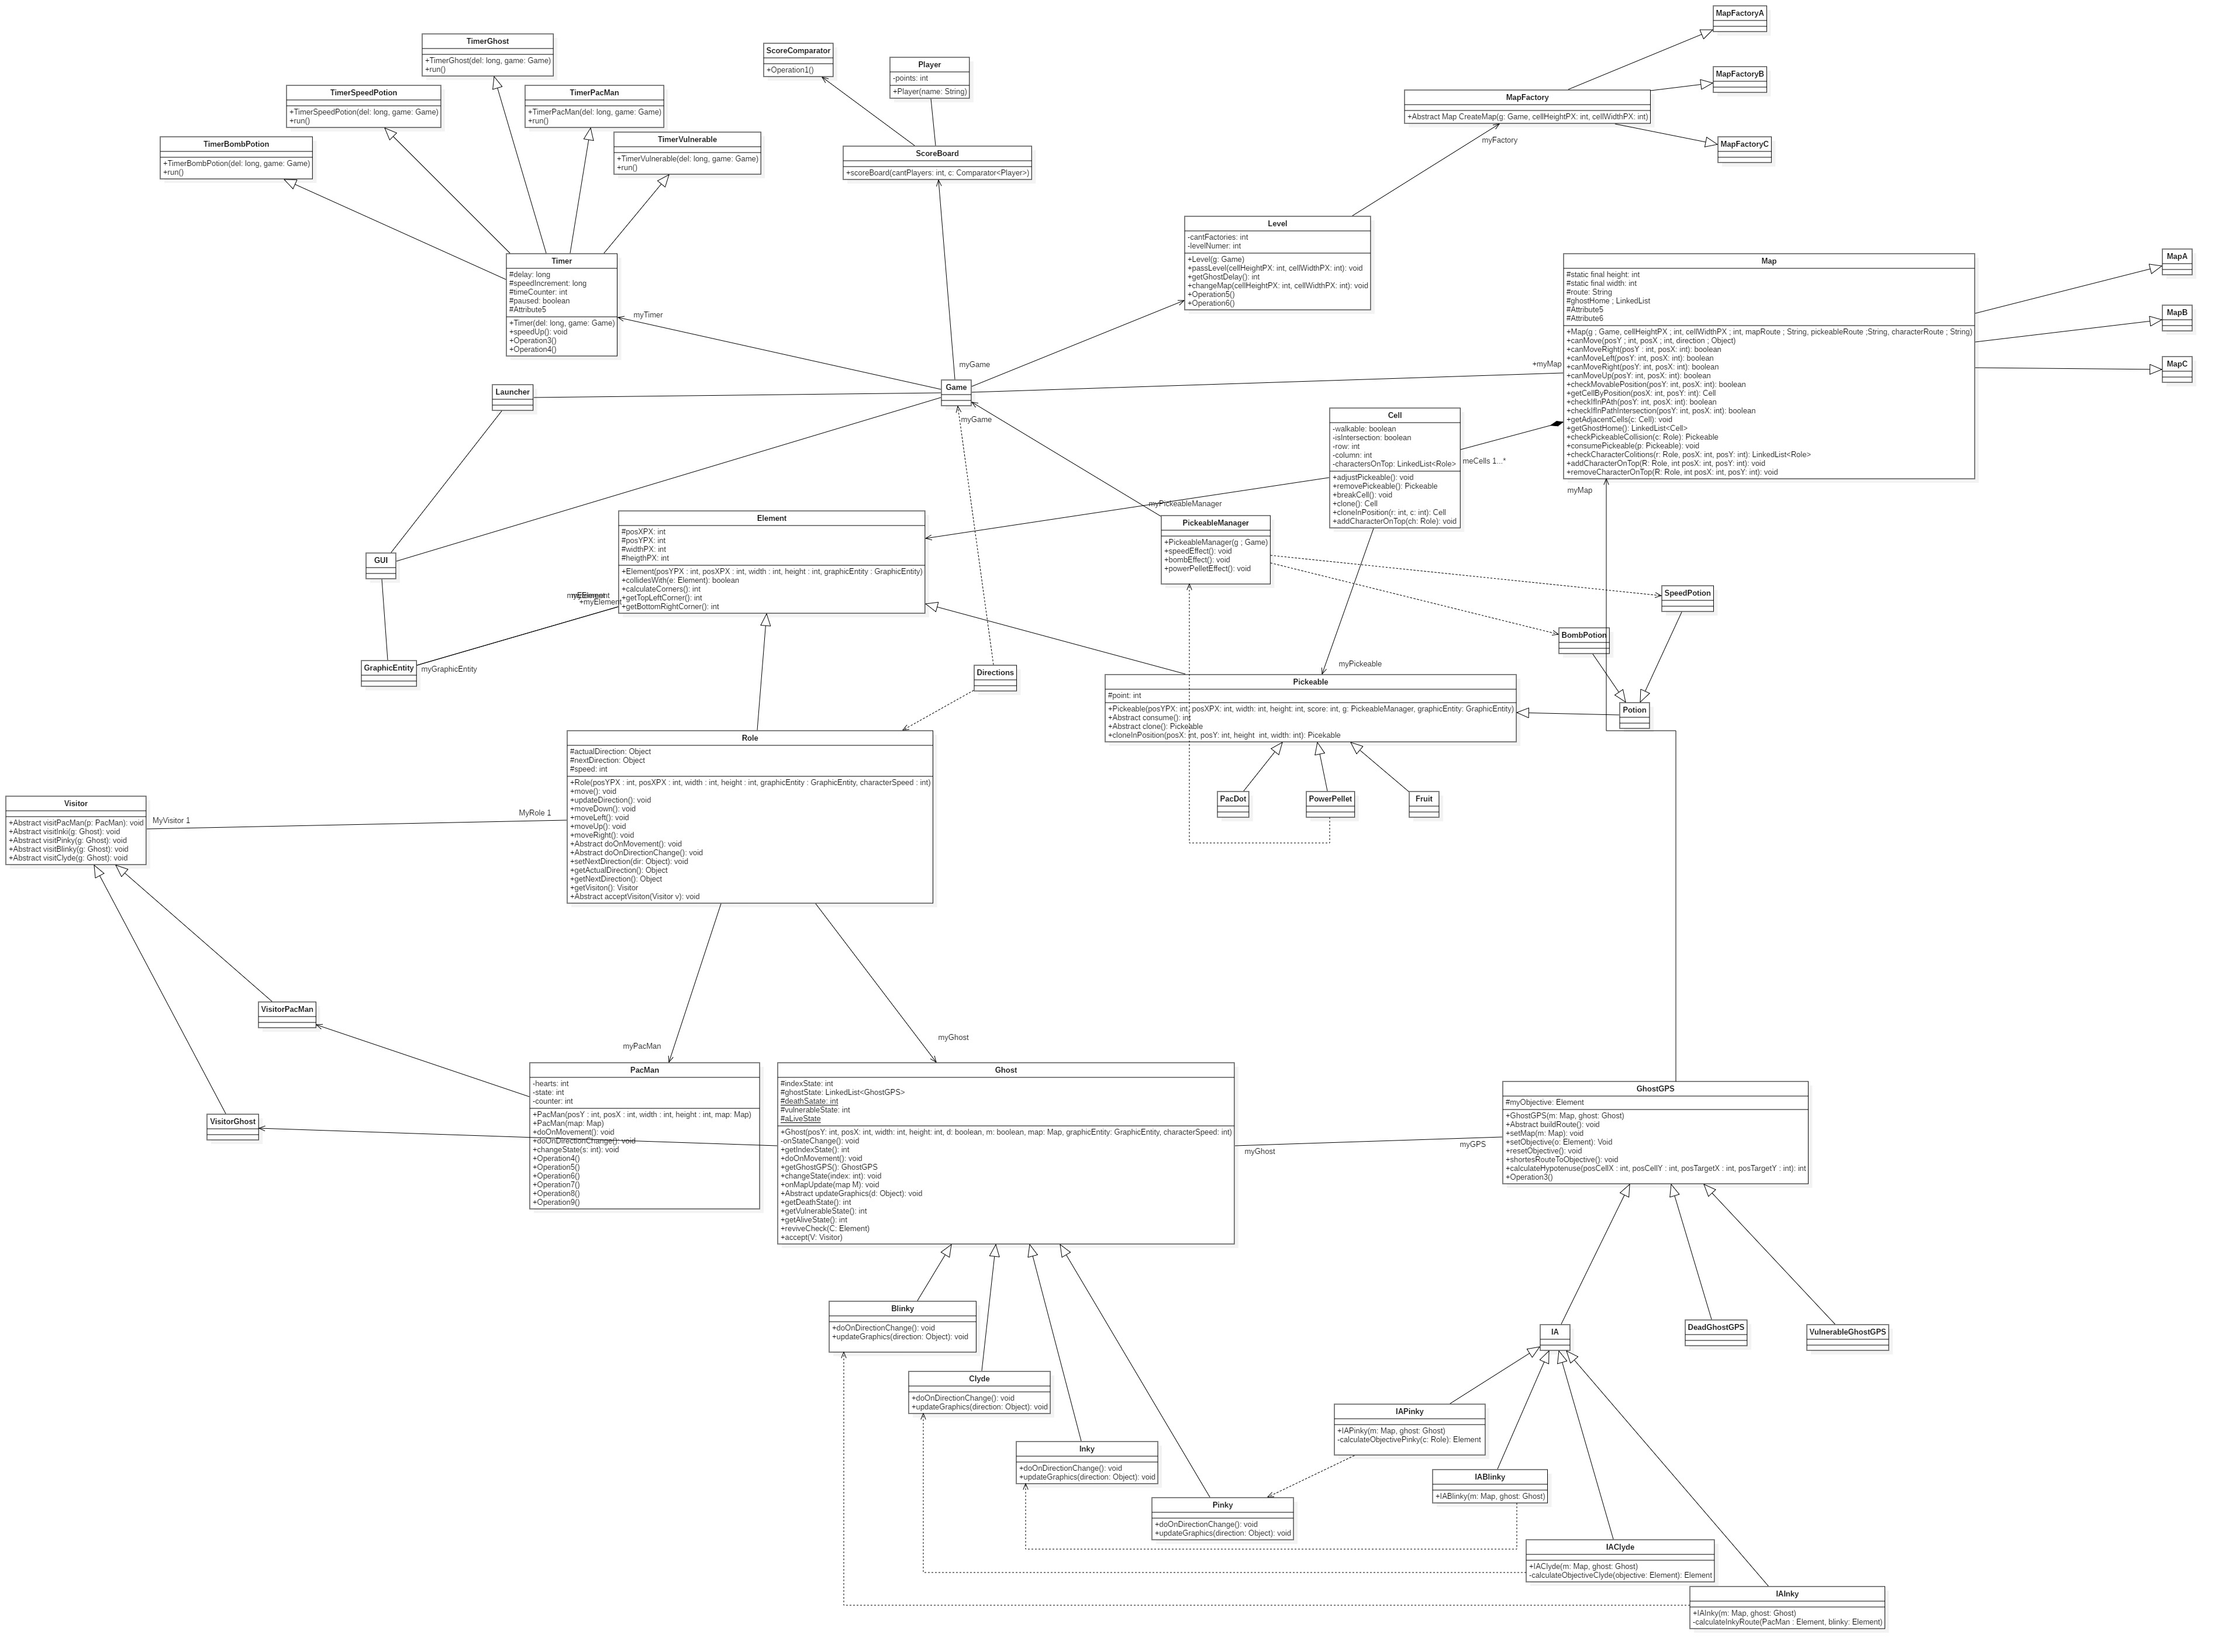 MapFactoryA
TimerGhost
+TimerGhost(del: long, game: Game)
+run()
ScoreComparator
+Operation1()
Player
-points: int
+Player(name: String)
MapFactoryB
TimerSpeedPotion
+TimerSpeedPotion(del: long, game: Game)
+run()
TimerPacMan
+TimerPacMan(del: long, game: Game)
+run()
MapFactory
+Abstract Map CreateMap(g: Game, cellHeightPX: int, cellWidthPX: int)
myFactory
MapFactoryC
TimerBombPotion
+TimerBombPotion(del: long, game: Game)
+run()
TimerVulnerable
+TimerVulnerable(del: long, game: Game)
+run()
ScoreBoard
+scoreBoard(cantPlayers: int, c: Comparator<Player>)
Level
-cantFactories: int
-levelNumer: int
+Level(g: Game)
+passLevel(cellHeightPX: int, cellWidthPX: int): void
+getGhostDelay(): int
+changeMap(cellHeightPX: int, cellWidthPX: int): void
+Operation5()
+Operation6()
Timer
#delay: long
#speedIncrement: long
#timeCounter: int
#paused: boolean
#Attribute5
+Timer(del: long, game: Game)
+speedUp(): void
+Operation3()
+Operation4()
myTimer
Map
#static final height: int
#static final width: int
#route: String
#ghostHome ; LinkedList
#Attribute5
#Attribute6
+Map(g ; Game, cellHeightPX ; int, cellWidthPX ; int, mapRoute ; String, pickeableRoute ;String, characterRoute ; String)
+canMove(posY ; int, posX ; int, direction ; Object)
+canMoveRight(posY : int, posX: int): boolean
+canMoveLeft(posY: int, posX: int): boolean
+canMoveRight(posY: int, posX: int): boolean
+canMoveUp(posY: int, posX: int): boolean
+checkMovablePosition(posY: int, posX: int): boolean
+getCellByPosition(posX: int, posY: int): Cell
+checkIfInPAth(posY: int, posX: int): boolean
+checkIfInPathIntersection(posY: int, posX: int): boolean
+getAdjacentCells(c: Cell): void
+getGhostHome(): LinkedList<Cell>
+checkPickeableCollision(c: Role): Pickeable
+consumePickeable(p: Pickeable): void
+checkCharacterColitions(r: Role, posX: int, posY: int): LinkedList<Role>
+addCharacterOnTop(R: Role, int posX: int, posY: int): void
+removeCharacterOnTop(R: Role, int posX: int, posY: int): void
MapA
MapB
MapC
myGame
+myMap
Launcher
Game
myGame
Cell
-walkable: boolean
-isIntersection: boolean
-row: int
-column: int
-charactersOnTop: LinkedList<Role>
+adjustPickeable(): void
+removePickeable(): Pickeable
+breakCell(): void
+clone(): Cell
+cloneInPosition(r: int, c: int): Cell
+addCharacterOnTop(ch: Role): void
meCells 1...*
myMap
myPickeableManager
PickeableManager
+PickeableManager(g ; Game)
+speedEffect(): void
+bombEffect(): void
+powerPelletEffect(): void
Element
#posXPX: int
#posYPX: int
#widthPX: int
#heigthPX: int
+Element(posYPX : int, posXPX : int, width : int, height : int, graphicEntity : GraphicEntity)
+collidesWith(e: Element): boolean
+calculateCorners(): int
+getTopLeftCorner(): int
+getBottomRightCorner(): int
GUI
myElement
+myElement
SpeedPotion
BombPotion
GraphicEntity
myGraphicEntity
Directions
myPickeable
Pickeable
#point: int
+Pickeable(posYPX: int, posXPX: int, width: int, height: int, score: int, g: PickeableManager, graphicEntity: GraphicEntity)
+Abstract consume(): int
+Abstract clone(): Pickeable
+cloneInPosition(posX: int, posY: int, height  int, width: int): Picekable
Potion
Role
#actualDirection: Object
#nextDirection: Object
#speed: int
+Role(posYPX : int, posXPX : int, width : int, height : int, graphicEntity : GraphicEntity, characterSpeed : int)
+move(): void
+updateDirection(): void
+moveDown(): void
+moveLeft(): void
+moveUp(): void
+moveRight(): void
+Abstract doOnMovement(): void
+Abstract doOnDirectionChange(): void
+setNextDirection(dir: Object): void
+getActualDirection(): Object
+getNextDirection(): Object
+getVisiton(): Visitor
+Abstract acceptVisiton(Visitor v): void
PacDot
PowerPellet
Fruit
Visitor
+Abstract visitPacMan(p: PacMan): void
+Abstract visitInki(g: Ghost): void
+Abstract visitPinky(g: Ghost): void
+Abstract visitBlinky(g: Ghost): void
+Abstract visitClyde(g: Ghost): void
MyVisitor 1
MyRole 1
VisitorPacMan
myPacMan
myGhost
PacMan
-hearts: int
-state: int
-counter: int
+PacMan(posY : int, posX : int, width : int, height : int, map: Map)
+PacMan(map: Map)
+doOnMovement(): void
+doOnDirectionChange(): void
+changeState(s: int): void
+Operation4()
+Operation5()
+Operation6()
+Operation7()
+Operation8()
+Operation9()
Ghost
#indexState: int
#ghostState: LinkedList<GhostGPS>
#deathSatate: int
#vulnerableState: int
#aLiveState
+Ghost(posY: int, posX: int, width: int, height: int, d: boolean, m: boolean, map: Map, graphicEntity: GraphicEntity, characterSpeed: int)
-onStateChange(): void
+getIndexState(): int
+doOnMovement(): void
+getGhostGPS(): GhostGPS
+changeState(index: int): void
+onMapUpdate(map M): void
+Abstract updateGraphics(d: Object): void
+getDeathState(): int
+getVulnerableState(): int
+getAliveState(): int
+reviveCheck(C: Element)
+accept(V: Visitor)
VisitorGhost
myGhost
myGPS
GhostGPS
#myObjective: Element
+GhostGPS(m: Map, ghost: Ghost)
+Abstract buildRoute(): void
+setMap(m: Map): void
+setObjective(o: Element): Void
+resetObjective(): void
+shortesRouteToObjective(): void
+calculateHypotenuse(posCellX : int, posCellY : int, posTargetX : int, posTargetY : int): int
+Operation3()
Blinky
+doOnDirectionChange(): void
+updateGraphics(direction: Object): void
IA
DeadGhostGPS
VulnerableGhostGPS
Clyde
+doOnDirectionChange(): void
+updateGraphics(direction: Object): void
IAPinky
+IAPinky(m: Map, ghost: Ghost)
-calculateObjectivePinky(c: Role): Element
Inky
+doOnDirectionChange(): void
+updateGraphics(direction: Object): void
IABlinky
+IABlinky(m: Map, ghost: Ghost)
Pinky
+doOnDirectionChange(): void
+updateGraphics(direction: Object): void
IAClyde
+IAClyde(m: Map, ghost: Ghost)
-calculateObjectiveClyde(objective: Element): Element
IAInky
+IAInky(m: Map, ghost: Ghost)
-calculateInkyRoute(PacMan : Element, blinky: Element)